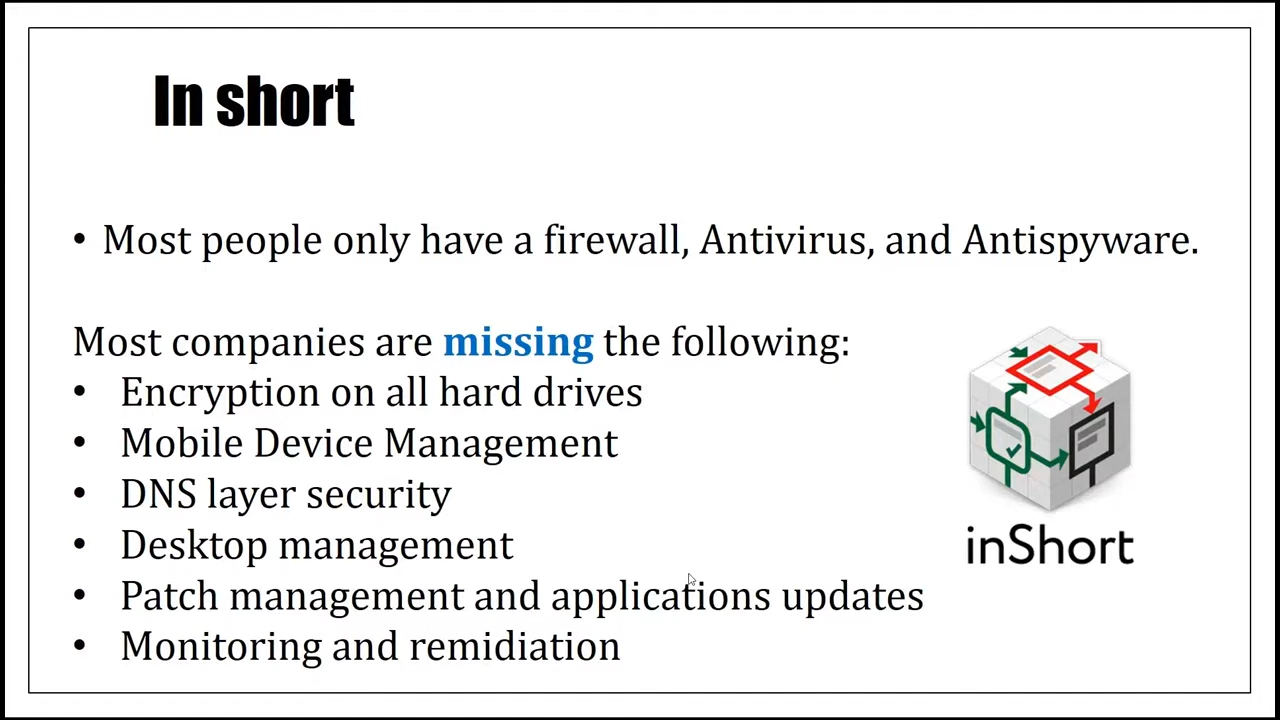 In short
• Most people only have a firewall, Antivirus, and Antispyware.
Most companies are missing the following:
• Encryption on all hard drives
• Mobile Device Management
• DNS layer security
• Desktop management
• Patch management and applications updates
• Monitoring and remidiation
inShort